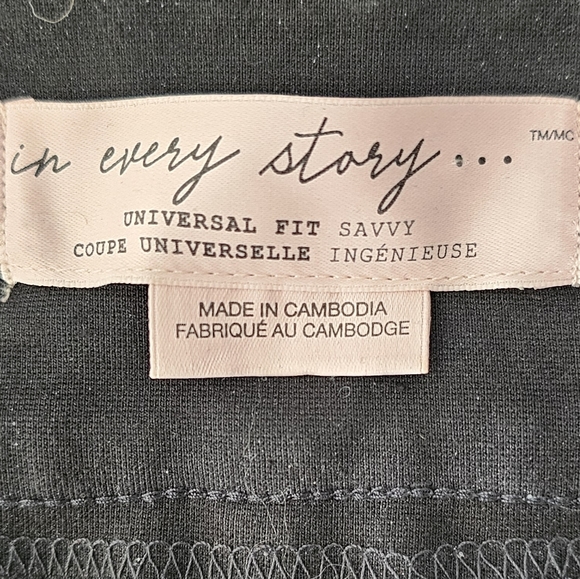 in every story... TM/MC
UNIVERSAL FIT SAVVY
COUPE UNIVERSELLE INGÉNIEUSE
MADE IN CAMBODIA
FABRIQUÉ AU CAMBODGE